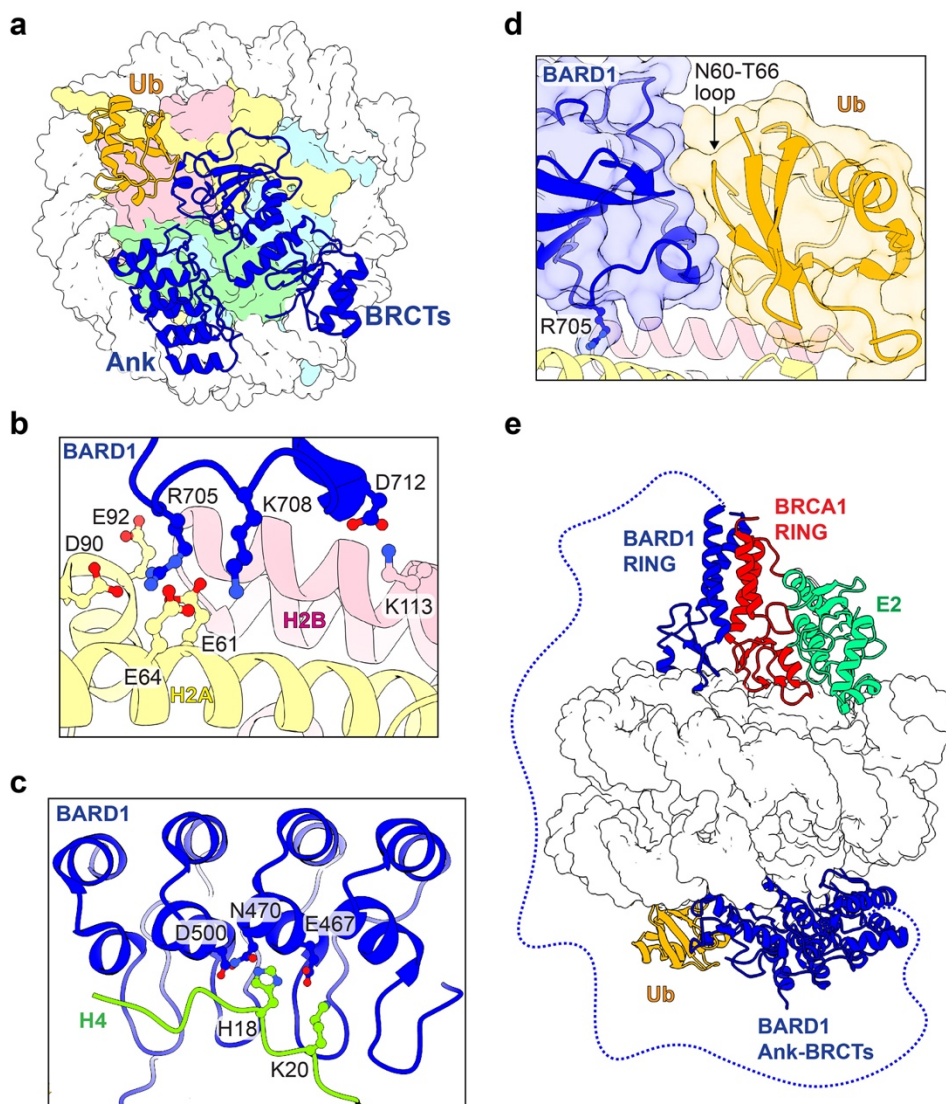 a
Ub
BRCTs
Ank
b
BARD1
D712
R705
K708
E92
D90
K113
H2B
E61
E64
H2A
c
BARD1
N470
D500
E467
H4
H18
K20
d
BARD1
N60-T66
loop
Ub
R705
e
BRCA1
RING
BARD1
RING
E2
Ub
BARD1
Ank-BRCTs